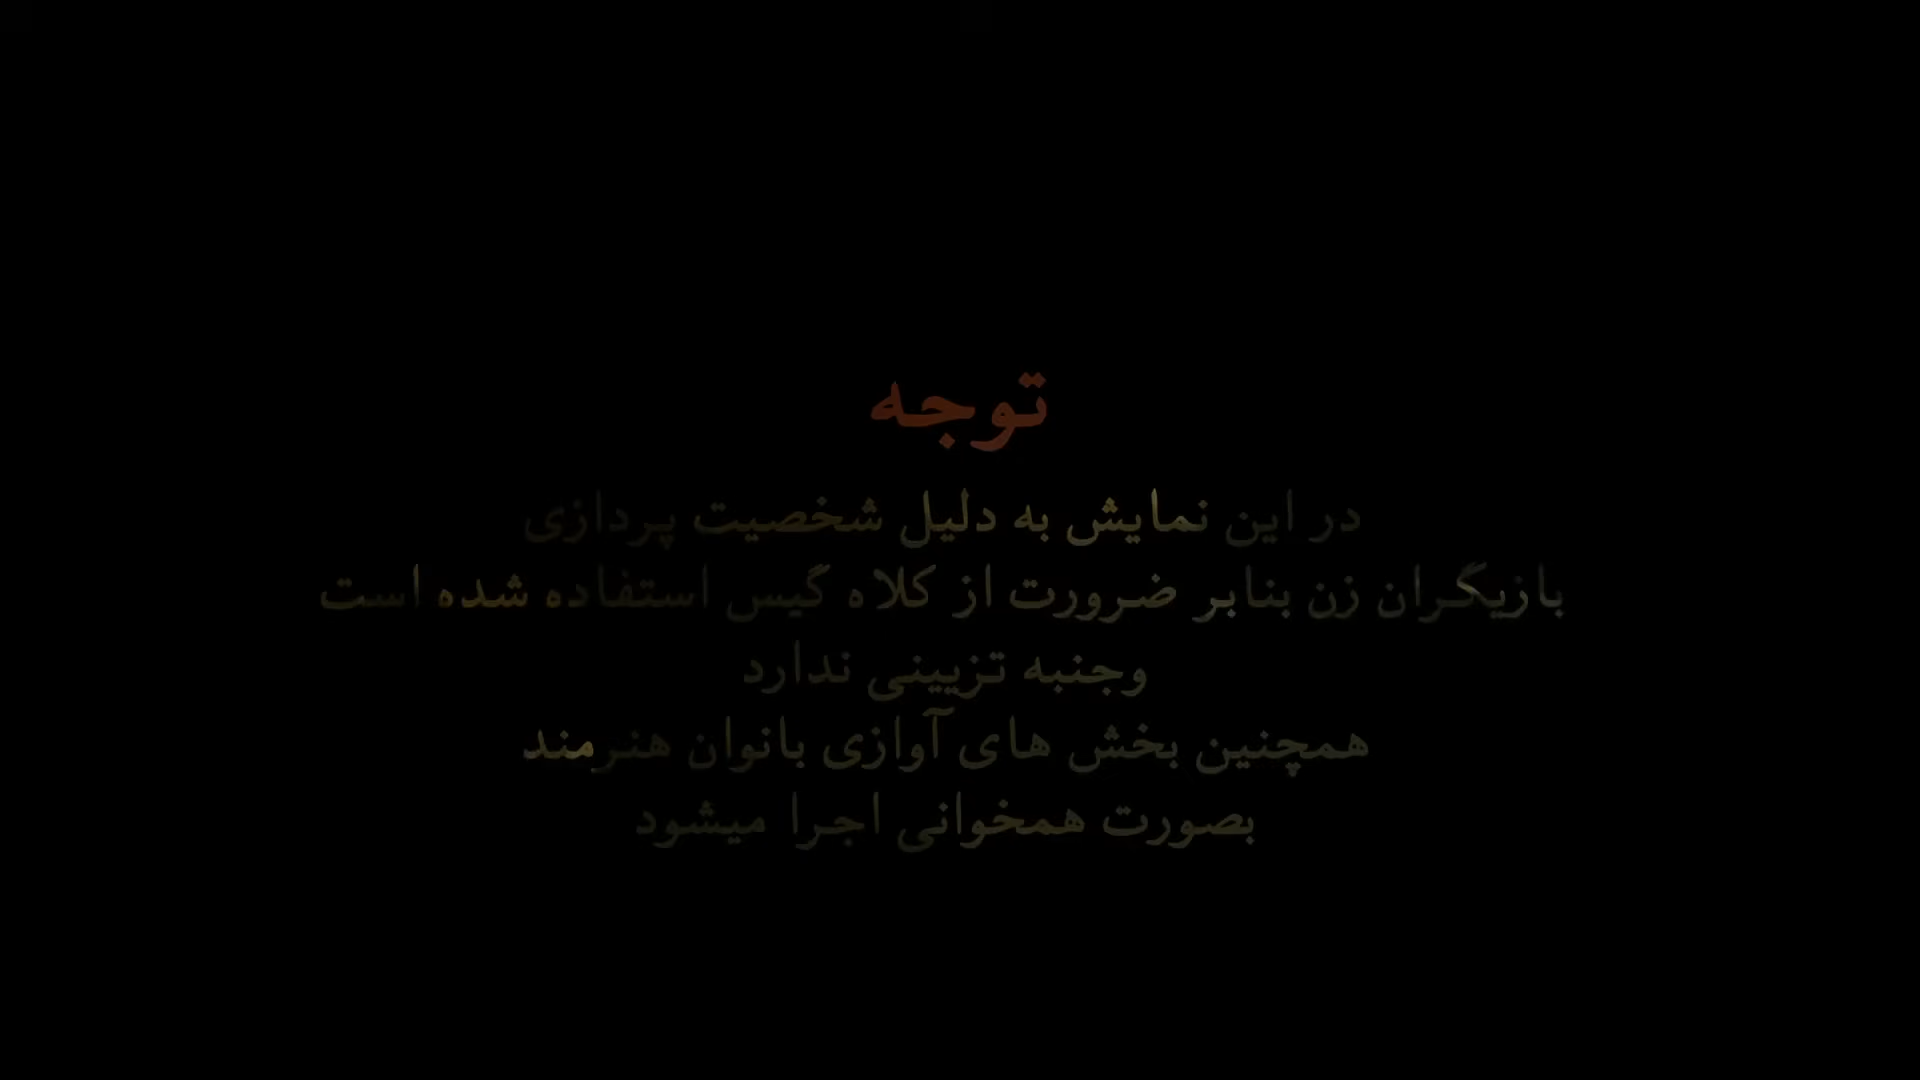 توجه
در این نمایش به دلیل شخصیت پردازی
بازیگران زن بنابر ضرورت از کلاه گیس استفاده شده است
وجنبه تزیینی ندارد
همچنین بخش های آوازی بانوان هنرمند
بصورت همخوانی اجرا میشود